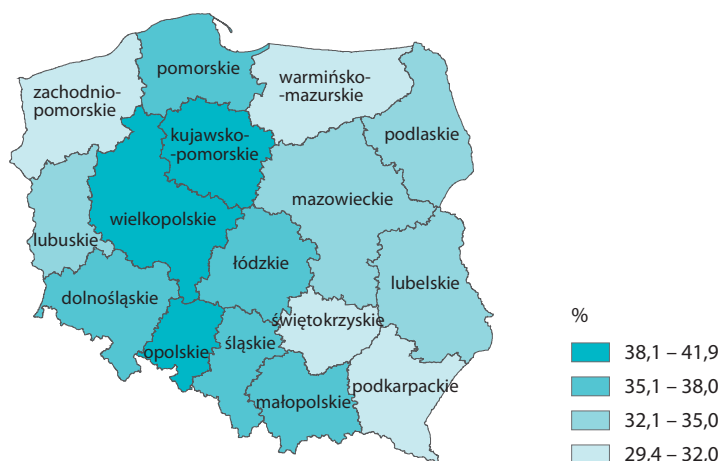 pomorskie
warmińsko-
-mazurskie
zachodnio-
pomorskie
kujawsko-
-pomorskie
podlaskie
mazowieckie
wielkopolskie
lubuskie
łódzkie
lubelskie
dolnośląskie
świętokrzyskie
śląskie
opolskie
podkarpackie
małopolskie
%
38,1 – 41,9
35,1 – 38,0
32,1 – 35,0
29,4 – 32,0